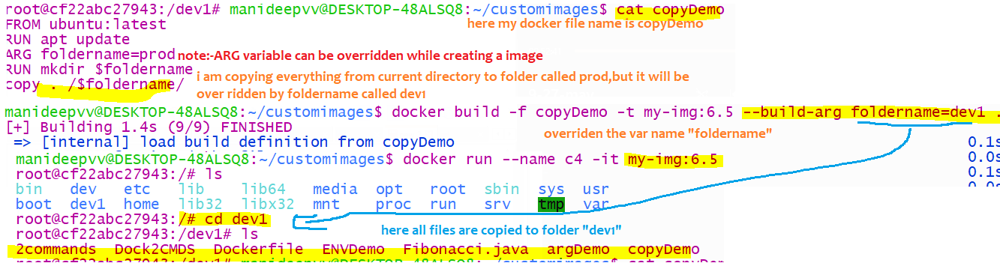 root@cf22abc27943:/dev1# manideepvv@DESKTOP-48ALSQ8:~/customimages$ cat copyDemo
FROM ubuntu:latest
here my docker file name is copyDemo
RUN apt update
ARG foldername=prod
note:-ARG variable can be overridden while creating a image
RUN mkdir $foldername
i am copying everything from current directory to folder called prod,but it will be
copy . /$foldername/
over ridden by foldername called dev1
manideepvv@DESKTOP-48ALSQ8:~/customimages$ docker build -f copyDemo -t my-img:6.5 --build-arg foldername=dev1 .
[+] Building 1.4s (9/9) FINISHED
overriden the var name "foldername"
=> [internal] load build definition from copyDemo 0.1s
manideepvv@DESKTOP-48ALSQ8:~/customimages$ docker run --name c4 -it my-img:6.5 0.0s
root@cf22abc27943:/# ls 0.1s
bin dev etc lib lib64 media opt root sbin sys usr
boot dev1 home lib32 libx32 mnt proc run srv tmp var
root@cf22abc27943:/# cd dev1
here all files are copied to folder "dev1"
root@cf22abc27943:/dev1# ls
2commands Dock2CMDS Dockerfile ENVDemo Fibonacci.java argDemo copyDemo